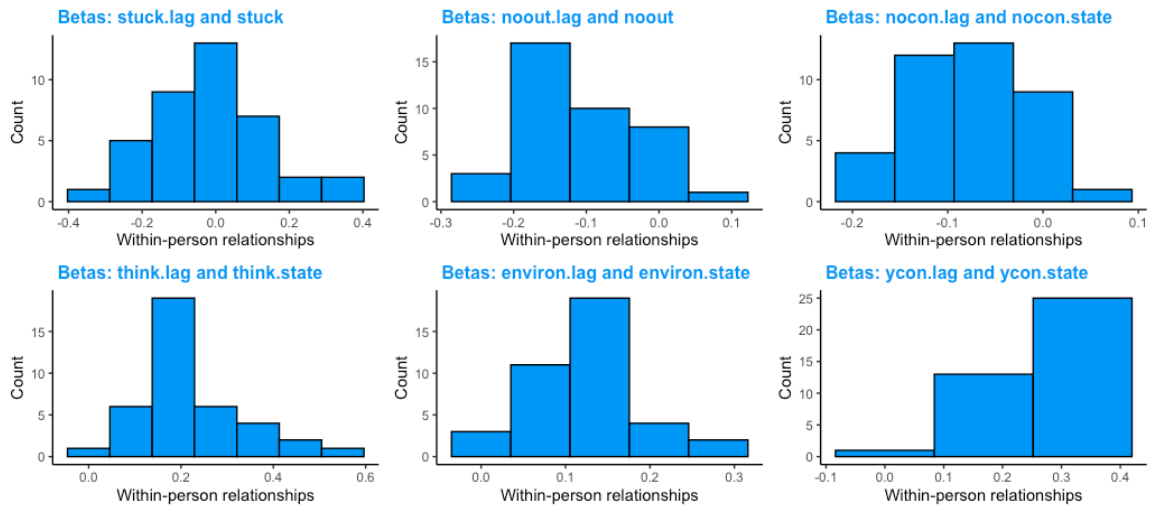 Betas: stuck.lag and stuck
Count
10
5
0
-0.4 -0.2 0.0 0.2 0.4
Within-person relationships
Betas: noout.lag and noout
Count
15
10
5
0
-0.3 -0.2 -0.1 0.0 0.1
Within-person relationships
Betas: nocon.lag and nocon.state
Count
10
5
0
-0.2 -0.1 0.0 0.1
Within-person relationships
Betas: think.lag and think.state
Count
15
10
5
0
0.0 0.2 0.4 0.6
Within-person relationships
Betas: environ.lag and environ.state
Count
15
10
5
0
0.0 0.1 0.2 0.3
Within-person relationships
Betas: ycon.lag and ycon.state
Count
25
20
15
10
5
0
-0.1 0.0 0.1 0.2 0.3 0.4
Within-person relationships